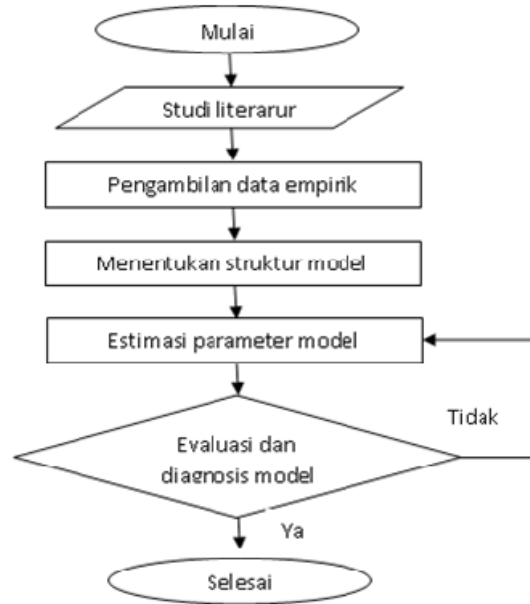 Mulai
Studi literarur
Pengambilan data empirik
Menentukan struktur model
Estimasi parameter model
Tidak
Evaluasi dan
diagnosis model
Ya
Selesai